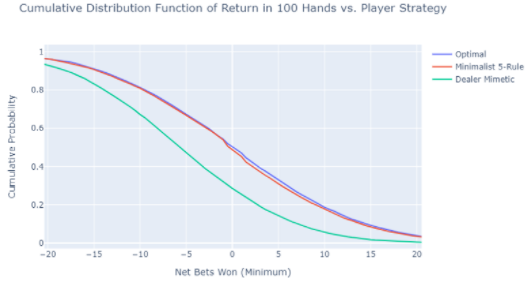 Cumulative Distribution Function of Return in 100 Hands vs. Player Strategy
Optimal
Minimalist 5-Rule
Dealer Mimetic
Cumulative Probability
1
0.8
0.6
0.4
0.2
0
−20 −15 −10 −5 0 5 10 15 20
Net Bets Won (Minimum)